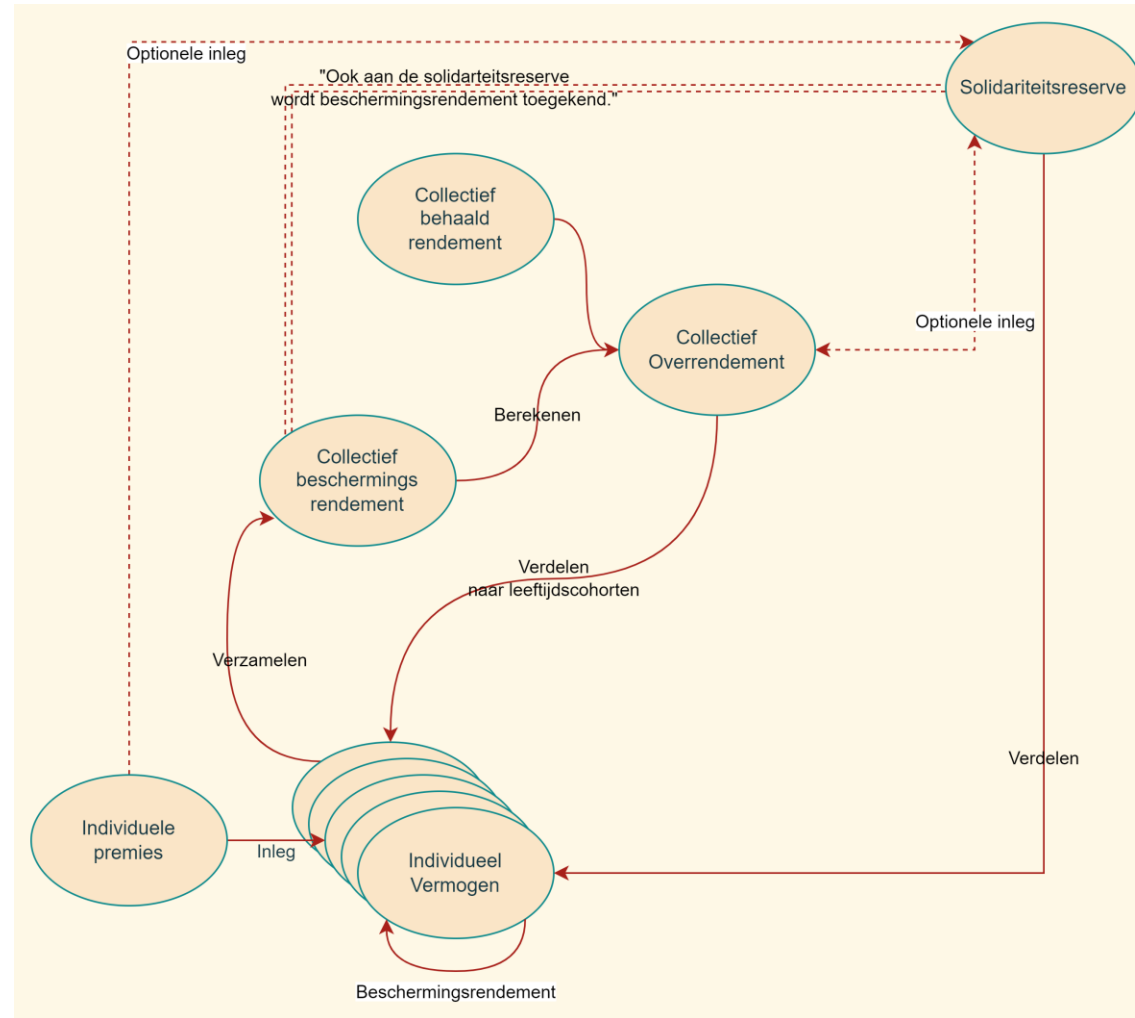 Optionele inleg
"Ook aan de solidarteitsreserve
wordt beschermingsrendement toegekend."
Solidariteitsreserve
Collectief
behaald
rendement
Optionele inleg
Collectief
Overrendement
Berekenen
Collectief
beschermings
rendement
Verdelen
naar leeftijdscohorten
Verzamelen
Verdelen
Individuele
premies
Inleg
Individueel
Vermogen
Beschermingsrendement